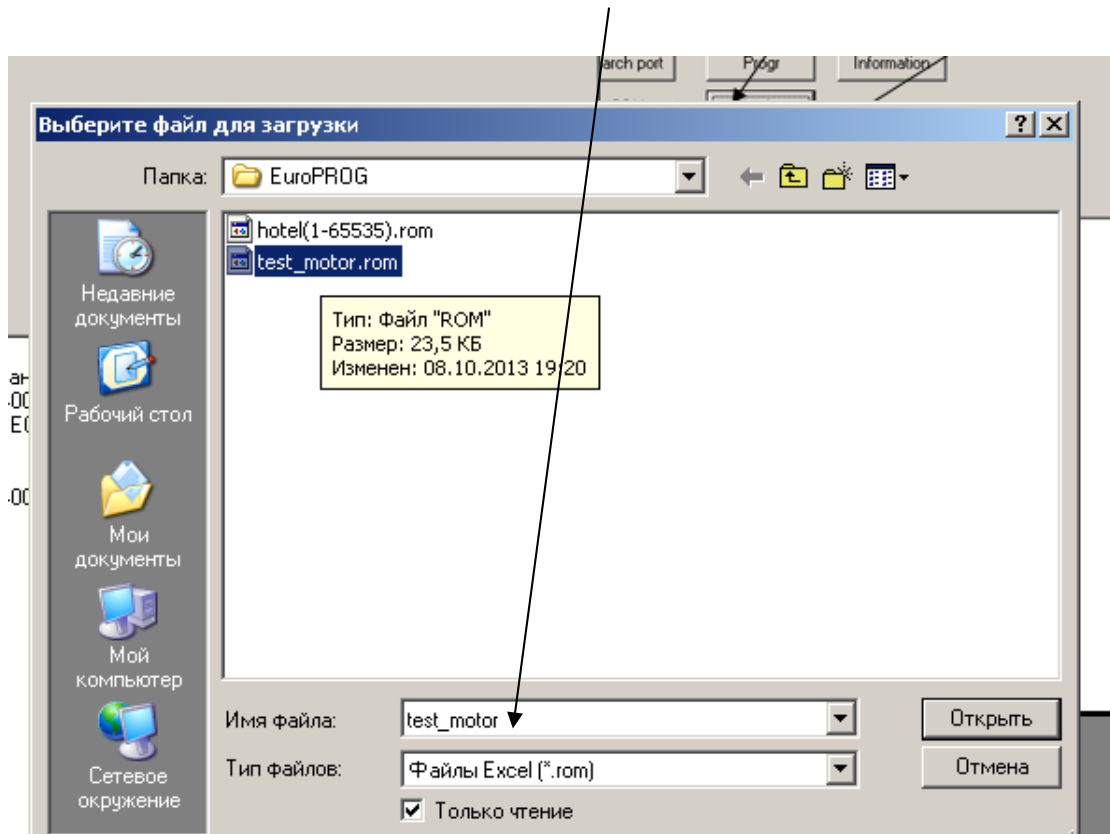 arch port
Progr
Information
Выберите файл для загрузки
Папка:
EuroPROG
hotel(1-65535).rom
test_motor.rom
Тип: Файл "ROM"
Размер: 23,5 КБ
Изменен: 08.10.2013 19:20
Недавние
документы
Рабочий стол
Мои
документы
Мой
компьютер
Сетевое
окружение
Имя файла:
test_motor
Открыть
Тип файлов:
Файлы Excel (*.rom)
Отмена
Только чтение